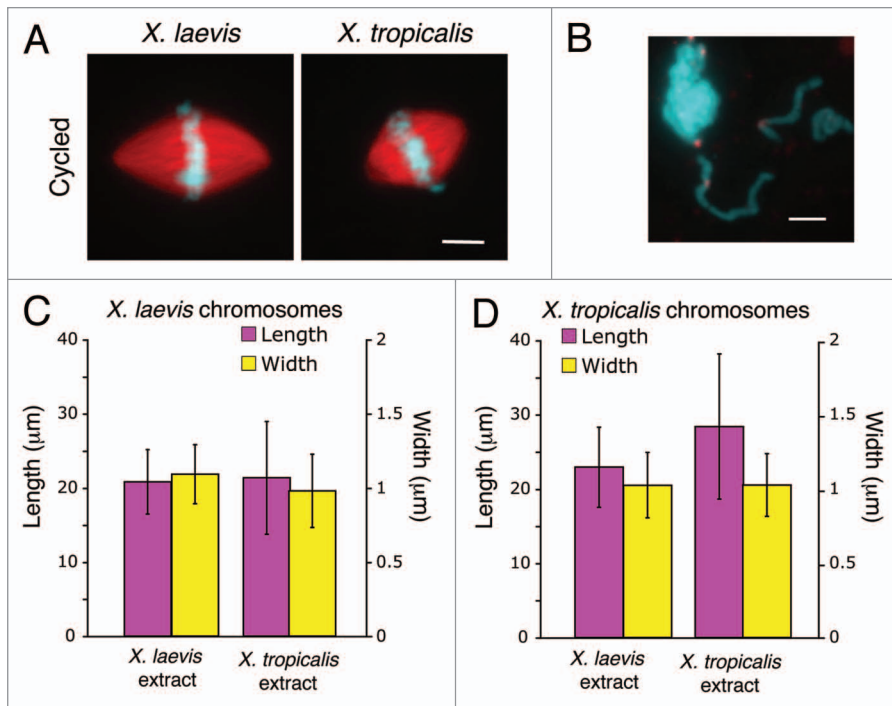 A
X. laevis
X. tropicalis
Cycled
B
C
X. laevis chromosomes
Length
Width
40
30
20
10
0
Length (μm)
2
1.5
1
0.5
0
Width (μm)
X. laevis
extract
X. tropicalis
extract
D
X. tropicalis chromosomes
Length
Width
40
30
20
10
0
Length (μm)
2
1.5
1
0.5
0
Width (μm)
X. laevis
extract
X. tropicalis
extract